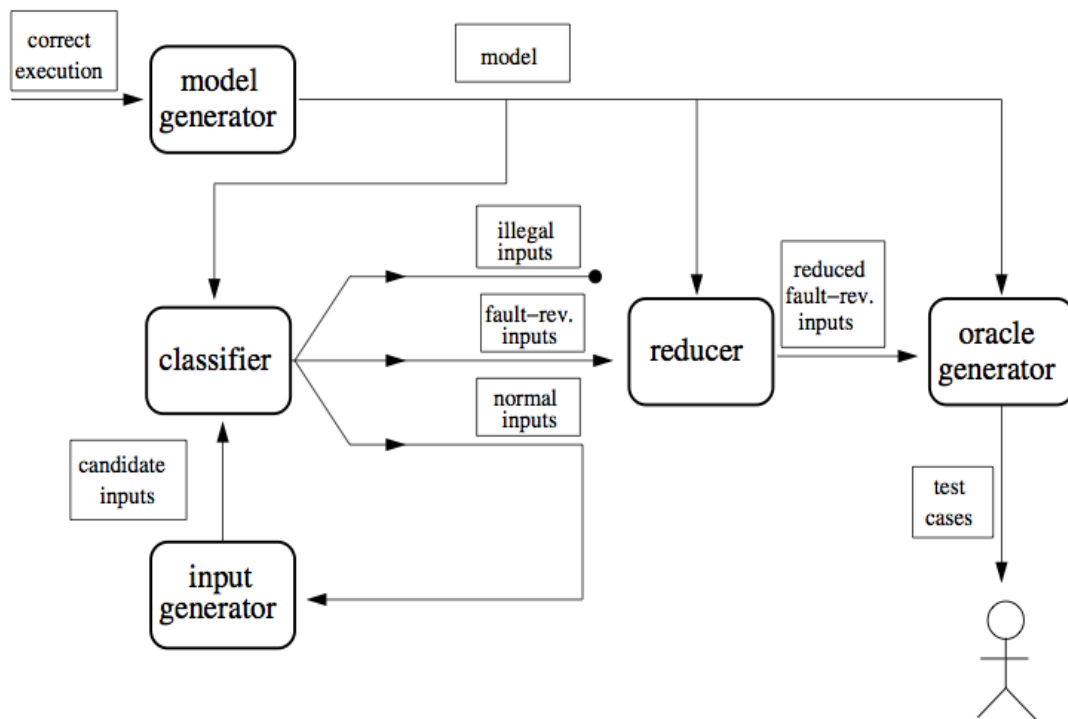 correct
execution
model
generator
model
illegal
inputs
reduced
fault-rev.
inputs
fault-rev.
inputs
classifier
reducer
oracle
generator
normal
inputs
candidate
inputs
test
cases
input
generator